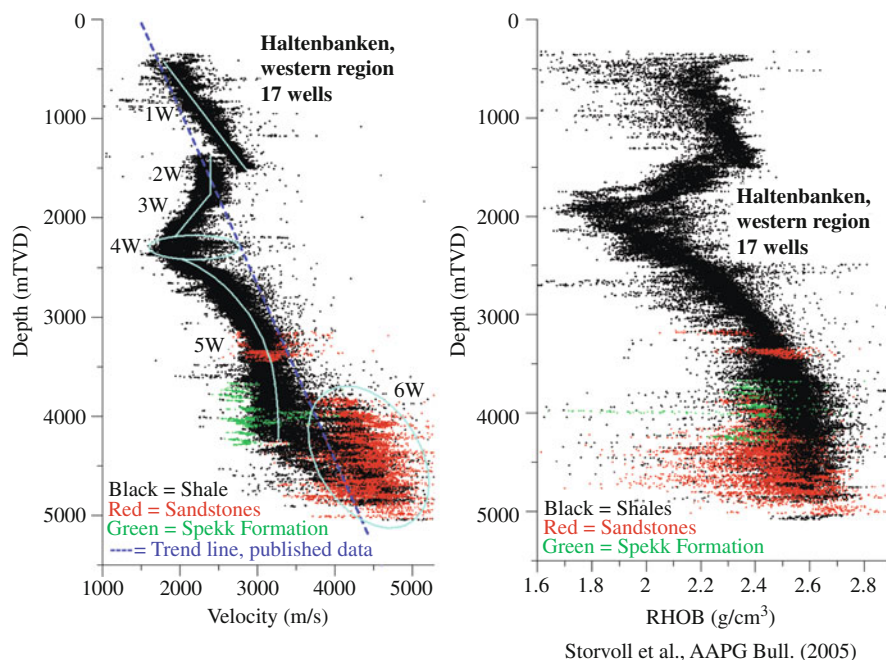 0
1000
2000
3000
4000
5000
Depth (mTVD)
1000
2000
3000
4000
5000
Velocity (m/s)
Haltenbanken,
western region
17 wells
1W
2W
3W
4W
5W
6W
Black = Shale
Red = Sandstones
Green = Spekk Formation
= Trend line, published data
0
1000
2000
3000
4000
5000
Depth (mTVD)
1.6
2
2.2
2.4
2.6
2.8
RHOB (g/cm³)
Haltenbanken,
western region
17 wells
Black = Shales
Red = Sandstones
Green = Spekk Formation
Storvoll et al., AAPG Bull. (2005)